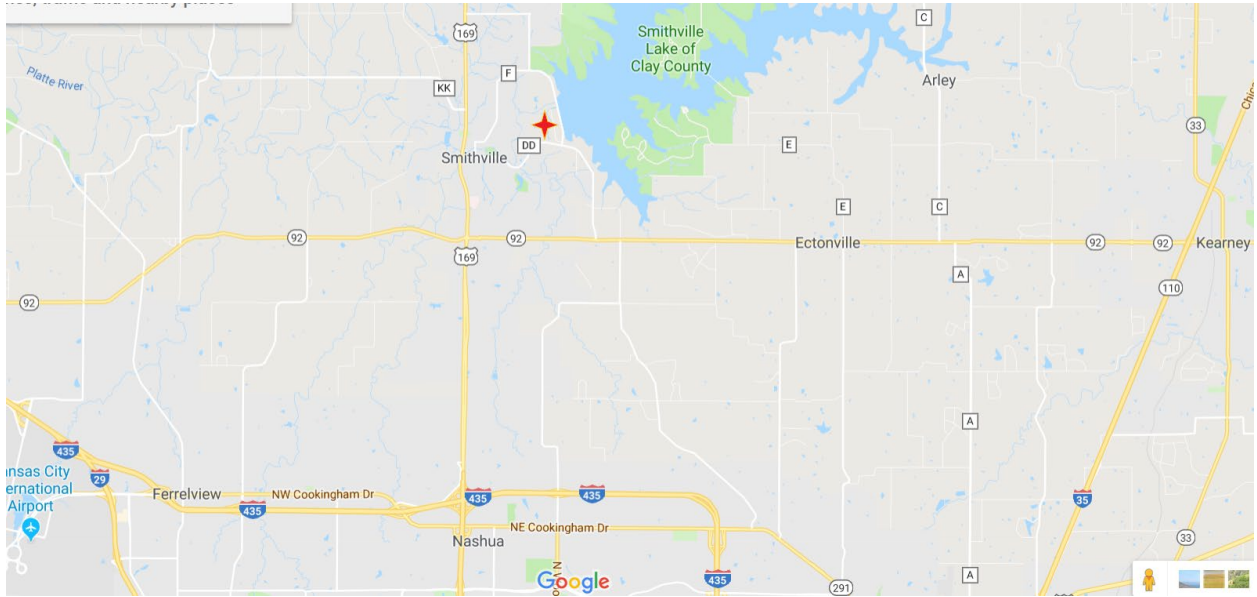 169
Smithville
Lake of
Clay County
C
Platte River
F
KK
Arley
33
DD
E
Smithville
E
C
92
92
Ectonville
92
92
Kearney
169
A
110
92
A
435
29
Ferrelview
NW Cookingham Dr
435
435
435
35
Airport
NE Cookingham Dr
Nashua
33
Google
435
A
291